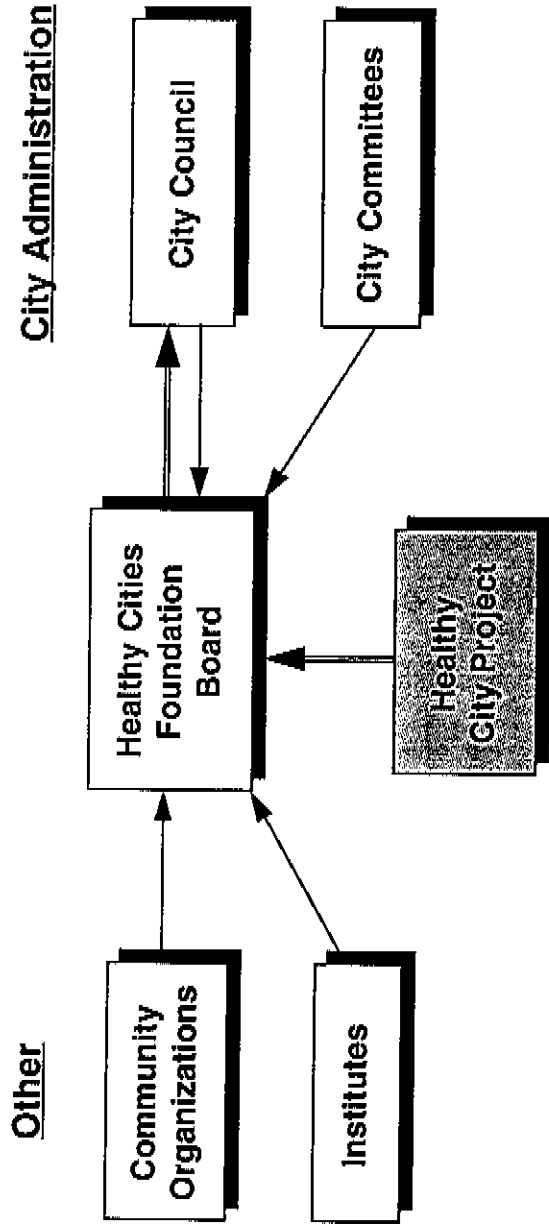 Other
City Administration
Community
Organizations
Healthy Cities
Foundation
Board
City Council
Institutes
Healthy
City Project
City Committees